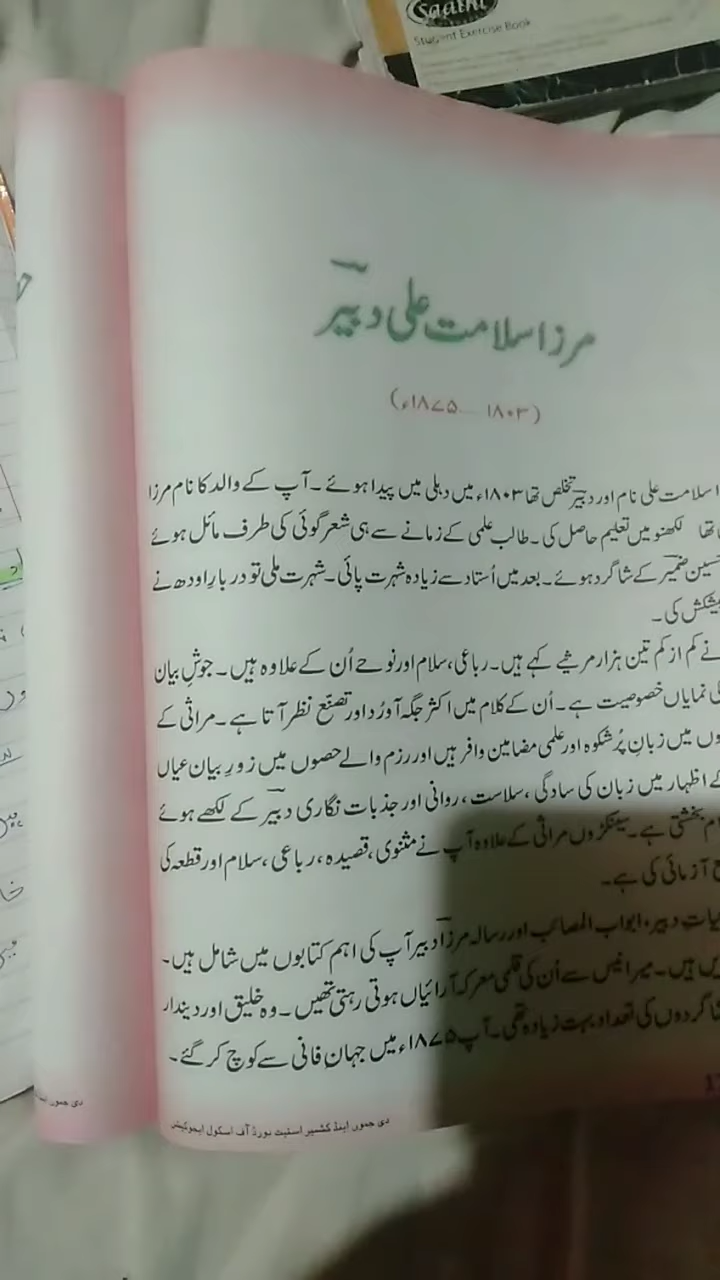 Saathi
Student Exercise Book
مرزا سلامت علی دبیر
(۱۸۰۳ـــ۱۸۷۵ء)
سلامت علی نام اور دبیر تخلص تھا ۱۸۰۳ء میں دہلی میں پیدا ہوئے۔ آپ کے والد کا نام مرزا
تھا لکھنو میں تعلیم حاصل کی۔ طالب علمی کے زمانے سے ہی شعر گوئی کی طرف مائل ہوئے
ضمیر کے شاگرد ہوئے۔ بعد میں اُستاد سے زیادہ شہرت پائی۔ شہرت ملی تو دربارِ اودھ نے
کی۔
نے کم از کم تین ہزار مرثیے کہے ہیں۔ رباعی، سلام اور نوحے اُن کے علاوہ ہیں۔ جوشِ بیان
نمایاں خصوصیت ہے۔ اُن کے کلام میں اکثر جگہ آورُد اور تصنّع نظر آتا ہے۔ مراثی کے
میں زبانِ پُر شکوہ اور علمی مضامین وافر ہیں اور رزم والے حصوں میں زورِ بیان عیاں
اظہار میں زبان کی سادگی، سلاست، روانی اور جذبات نگاری دبیر کے لکھے ہوئے
بخشتی ہے۔ سینکڑوں مراثی کے علاوہ آپ نے مثنوی، قصیدہ، رباعی، سلام اور قطعہ کی
آزمائی کی ہے۔
دبیر، ابواب المصائب اور رسالہ مرزا دبیر آپ کی اہم کتابوں میں شامل ہیں۔
ہیں۔ میر انیس سے اُن کی قلمی معرکہ آرائیاں ہوتی رہتی تھیں۔ وہ خلیق اور دیندار
شاگردوں کی تعداد بہت زیادہ تھی۔ آپ ۱۸۷۵ء میں جہانِ فانی سے کوچ کر گئے۔
دی جموں اینڈ کشمیر اسٹیٹ بورڈ آف اسکول ایجوکیشن
دی جموں